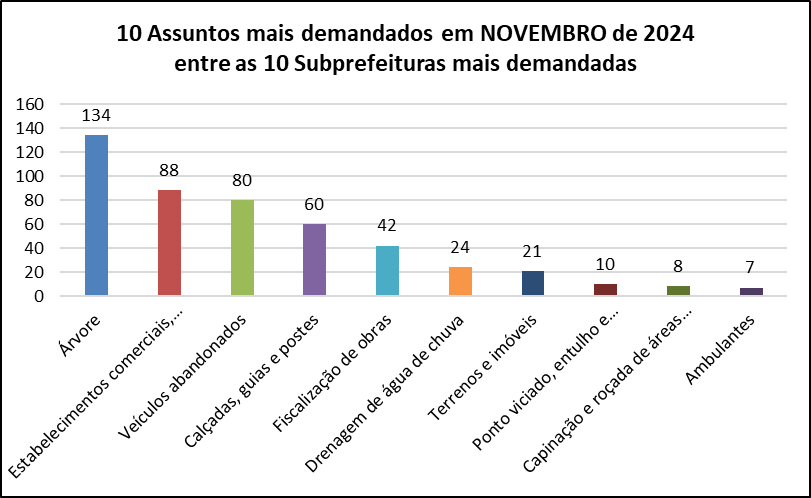 10 Assuntos mais demandados em NOVEMBRO de 2024
entre as 10 Subprefeituras mais demandadas
160
140
120
100
80
60
40
20
0
134
88
80
60
42
24
21
10
8
7
Árvore
Estabelecimentos comerciais,...
Veículos abandonados
Calçadas, guias e postes
Fiscalização de obras
Drenagem de água de chuva
Terrenos e imóveis
Ponto viciado, entulho e...
Capinação e roçada de áreas...
Ambulantes